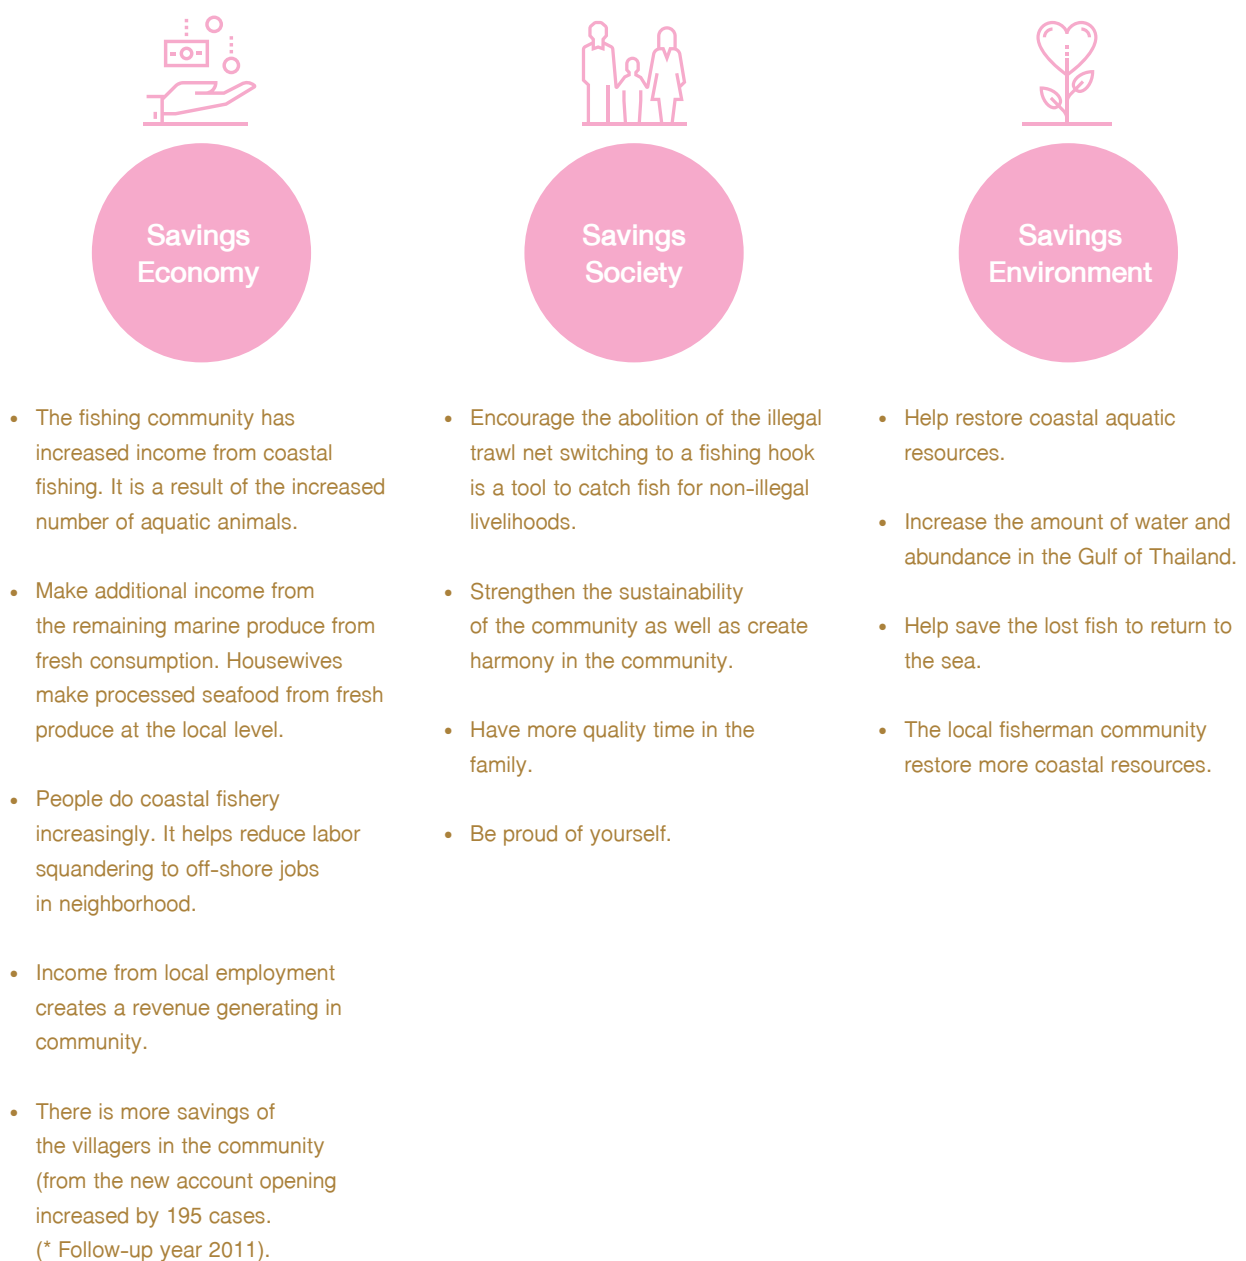 Savings
Economy
• The fishing community has
increased income from coastal
fishing. It is a result of the increased
number of aquatic animals.
• Make additional income from
the remaining marine produce from
fresh consumption. Housewives
make processed seafood from fresh
produce at the local level.
• People do coastal fishery
increasingly. It helps reduce labor
squandering to off-shore jobs
in neighborhood.
• Income from local employment
creates a revenue generating in
community.
• There is more savings of
the villagers in the community
(from the new account opening
increased by 195 cases.
(* Follow-up year 2011).
Savings
Society
• Encourage the abolition of the illegal
trawl net switching to a fishing hook
is a tool to catch fish for non-illegal
livelihoods.
• Strengthen the sustainability
of the community as well as create
harmony in the community.
• Have more quality time in the
family.
• Be proud of yourself.
Savings
Environment
• Help restore coastal aquatic
resources.
• Increase the amount of water and
abundance in the Gulf of Thailand.
• Help save the lost fish to return to
the sea.
• The local fisherman community
restore more coastal resources.